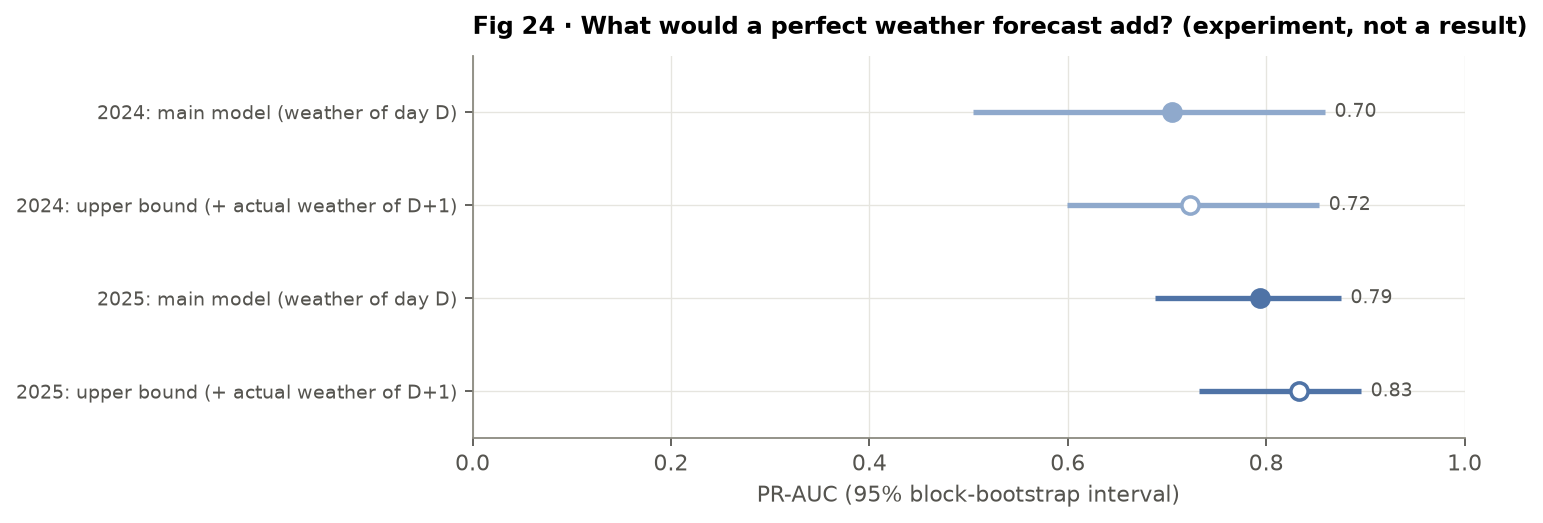 Fig 24 · What would a perfect weather forecast add? (experiment, not a result)
2024: main model (weather of day D)
0.70
2024: upper bound (+ actual weather of D+1)
0.72
2025: main model (weather of day D)
0.79
2025: upper bound (+ actual weather of D+1)
0.83
0.0 0.2 0.4 0.6 0.8 1.0
PR-AUC (95% block-bootstrap interval)